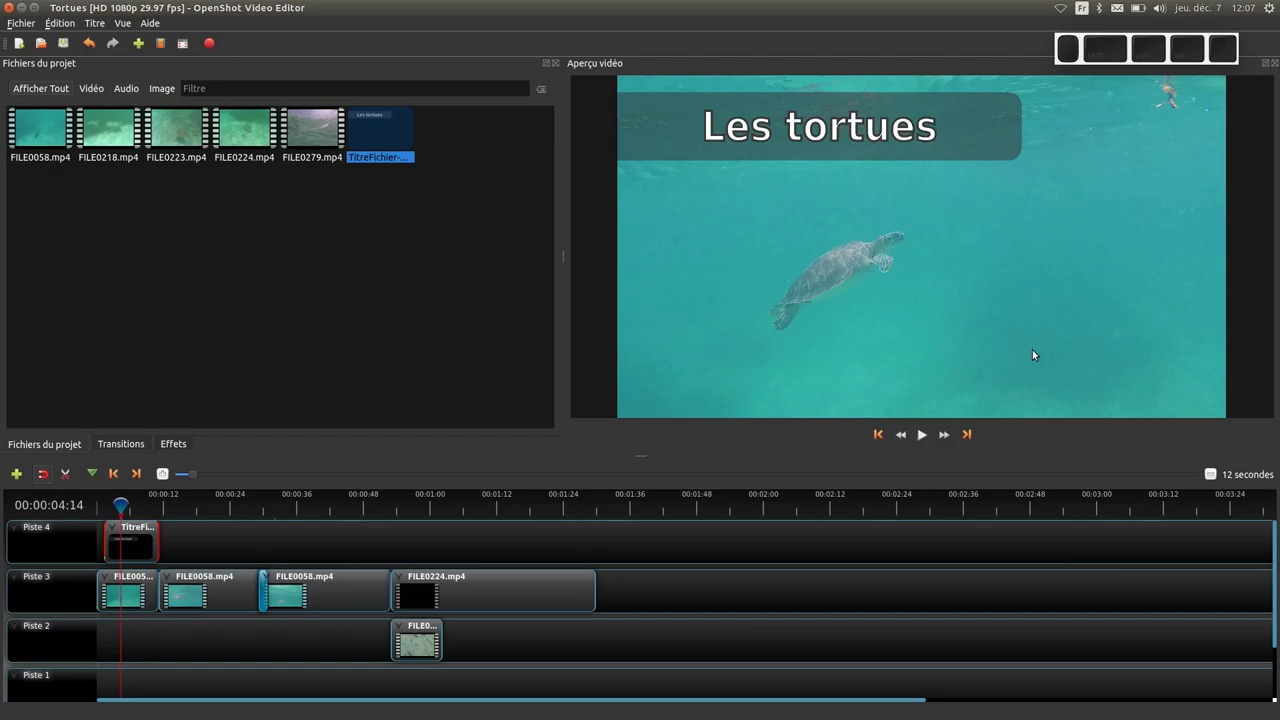 Tortues [HD 1080p 29.97 fps] - OpenShot Video Editor
Fr
jeu. déc. 7 12:07
Fichier Édition Titre Vue Aide
Fichiers du projet
Aperçu vidéo
Afficher Tout Vidéo Audio Image Filtre
Les tortues
Les tortues
FILE0058.mp4 FILE0218.mp4 FILE0223.mp4 FILE0224.mp4 FILE0279.mp4 TitreFichier-...
Fichiers du projet Transitions Effets
12 secondes
00:00:04:14
00:00:12 00:00:24 00:00:36 00:00:48 00:01:00 00:01:12 00:01:24 00:01:36 00:01:48 00:02:00 00:02:12 00:02:24 00:02:36 00:02:48 00:03:00 00:03:12 00:03:24
Piste 4 TitreFi...
Piste 3 FILE005... FILE0058.mp4 FILE0058.mp4 FILE0224.mp4
Piste 2 FILE0...
Piste 1